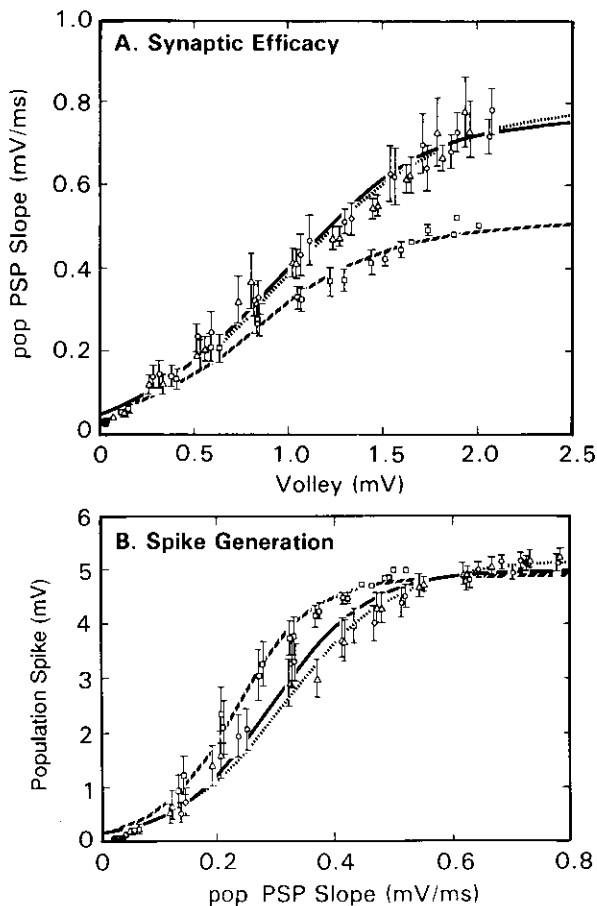 A. Synaptic Efficacy
1.0
0.8
0.6
0.4
0.2
0
pop PSP Slope (mV/ms)
0 0.5 1.0 1.5 2.0 2.5
Volley (mV)
B. Spike Generation
6
5
4
3
2
1
0
Population Spike (mV)
0 0.2 0.4 0.6 0.8
pop PSP Slope (mV/ms)